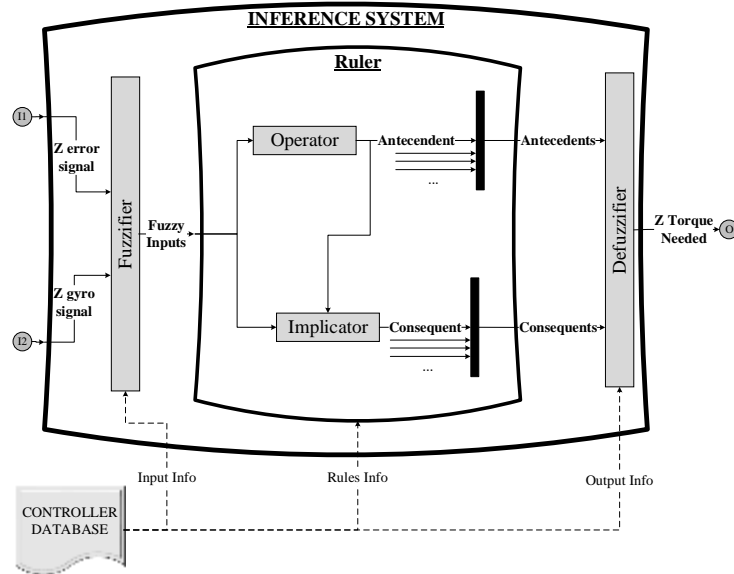 INFERENCE SYSTEM
Ruler
I1
Z error
signal
Fuzzifier
Fuzzy
Inputs
Z gyro
signal
I2
Operator
Antecendent
...
Antecedents
Implicator
Consequent
...
Consequents
Defuzzifier
Z Torque
Needed
O
Input Info
Rules Info
Output Info
CONTROLLER
DATABASE